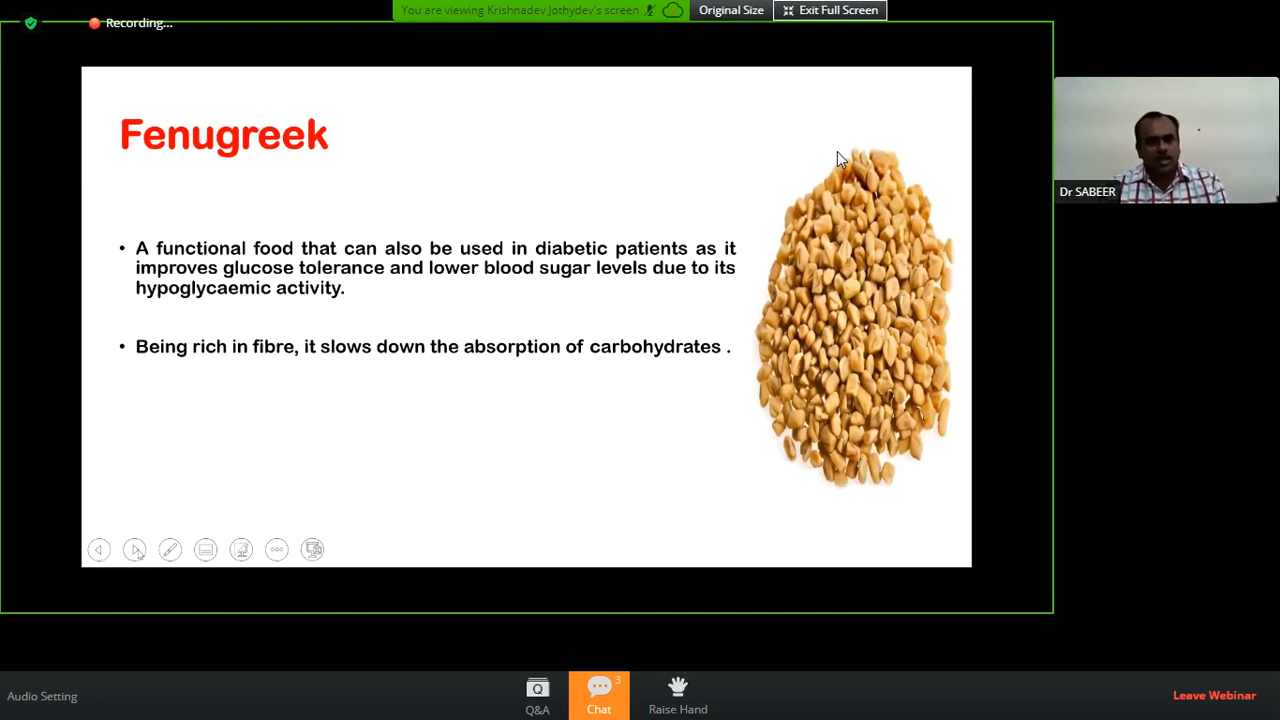 You are viewing Krishnadev Jothydev's screen
Original Size
Exit Full Screen
Recording...
Fenugreek
• A functional food that can also be used in diabetic patients as it
improves glucose tolerance and lower blood sugar levels due to its
hypoglycaemic activity.
• Being rich in fibre, it slows down the absorption of carbohydrates .
Dr SABEER
Audio Setting
Q
Q&A
3
Chat
Raise Hand
Leave Webinar